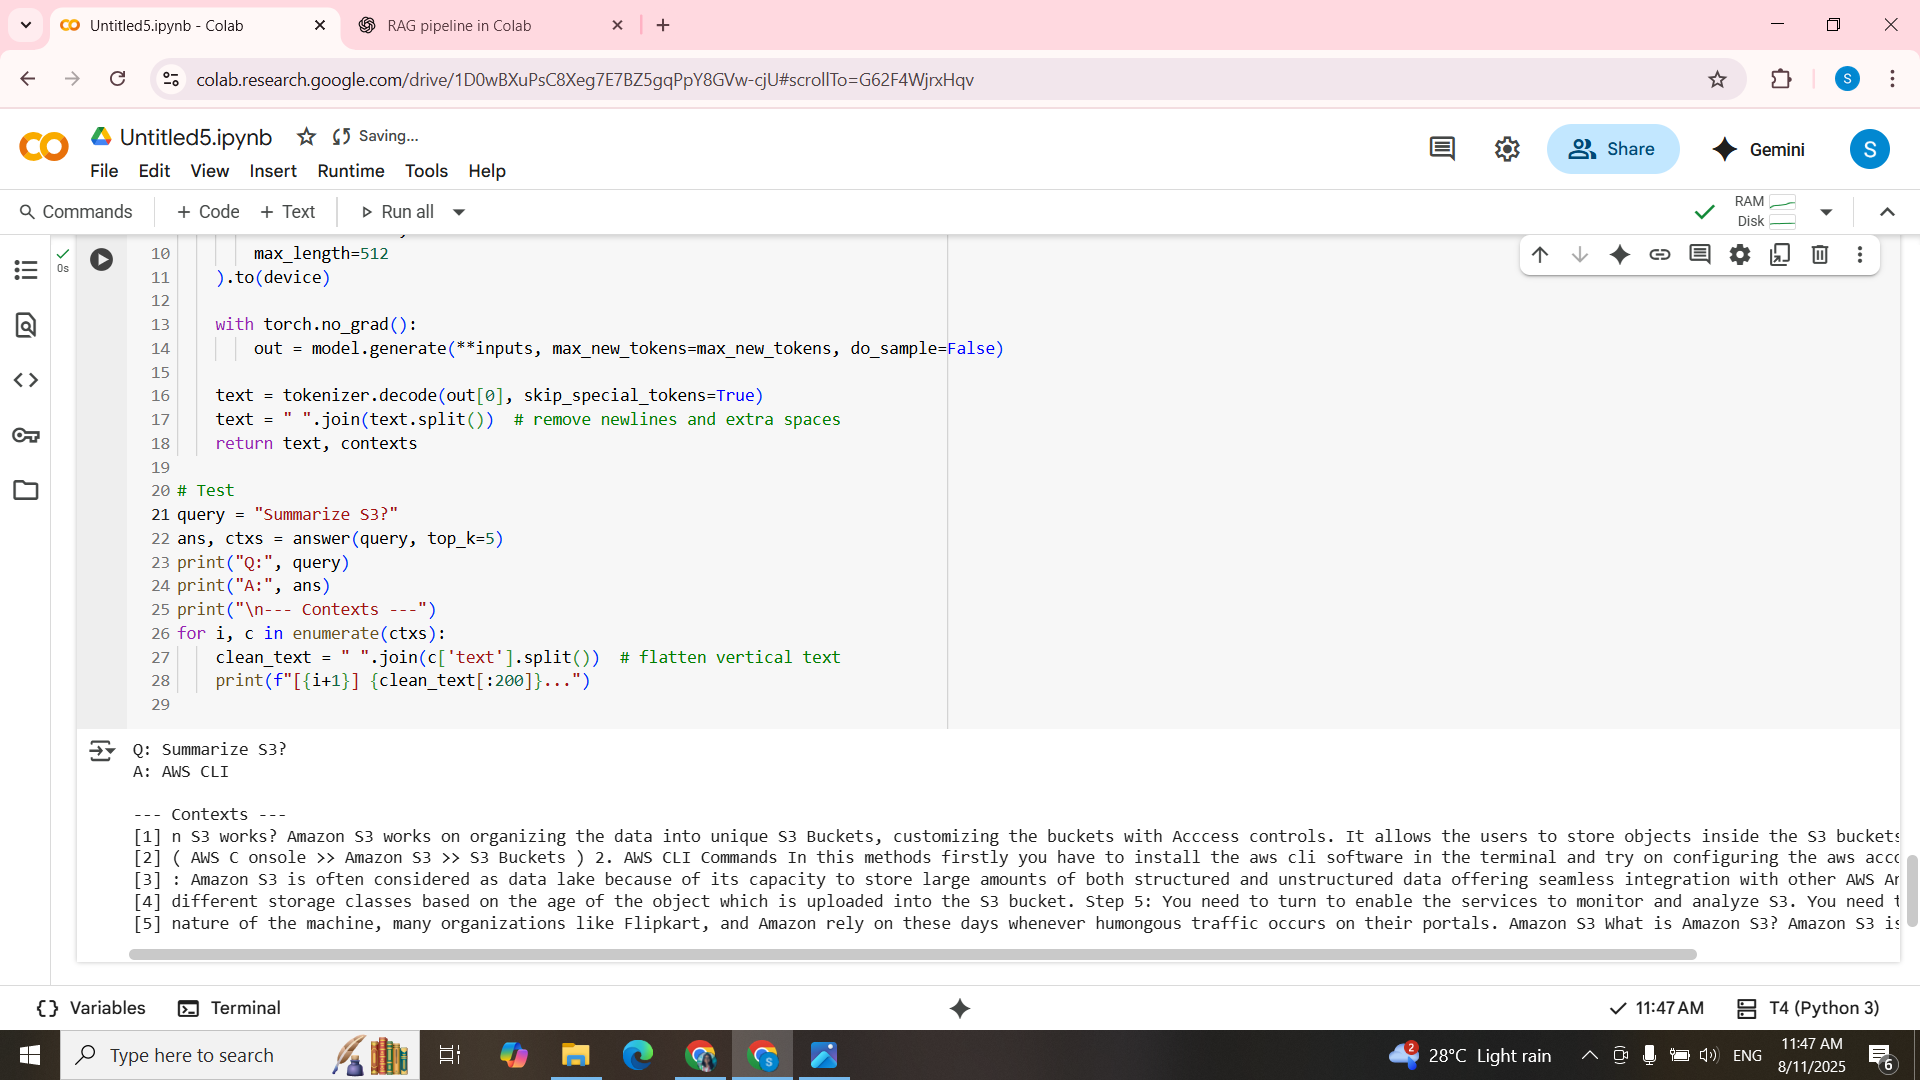 Untitled5.ipynb - Colab
RAG pipeline in Colab
colab.research.google.com/drive/1D0wBXuPsC8Xeg7E7BZ5gqPpY8GVw-cjU#scrollTo=G62F4WjrxHqv
S
CO
Untitled5.ipynb
Saving...
Share
Gemini
S
File Edit View Insert Runtime Tools Help
Commands + Code + Text Run all
RAM
Disk
0s
10 max_length=512
11 ).to(device)
12
13 with torch.no_grad():
14 out = model.generate(**inputs, max_new_tokens=max_new_tokens, do_sample=False)
15
16 text = tokenizer.decode(out[0], skip_special_tokens=True)
17 text = " ".join(text.split())  # remove newlines and extra spaces
18 return text, contexts
19
20 # Test
21 query = "Summarize S3?"
22 ans, ctxs = answer(query, top_k=5)
23 print("Q:", query)
24 print("A:", ans)
25 print("\n--- Contexts ---")
26 for i, c in enumerate(ctxs):
27 clean_text = " ".join(c['text'].split())  # flatten vertical text
28 print(f"[{i+1}] {clean_text[:200]}...")
29
Q: Summarize S3?
A: AWS CLI
--- Contexts ---
[1] n S3 works? Amazon S3 works on organizing the data into unique S3 Buckets, customizing the buckets with Acccess controls. It allows the users to store objects inside the S3 buckets
[2] ( AWS C onsole >> Amazon S3 >> S3 Buckets ) 2. AWS CLI Commands In this methods firstly you have to install the aws cli software in the terminal and try on configuring the aws acco
[3] : Amazon S3 is often considered as data lake because of its capacity to store large amounts of both structured and unstructured data offering seamless integration with other AWS An
[4] different storage classes based on the age of the object which is uploaded into the S3 bucket. Step 5: You need to turn to enable the services to monitor and analyze S3. You need t
[5] nature of the machine, many organizations like Flipkart, and Amazon rely on these days whenever humongous traffic occurs on their portals. Amazon S3 What is Amazon S3? Amazon S3 is
Variables Terminal
11:47 AM T4 (Python 3)
Type here to search
S
2
28°C Light rain
ENG
11:47 AM
8/11/2025
6